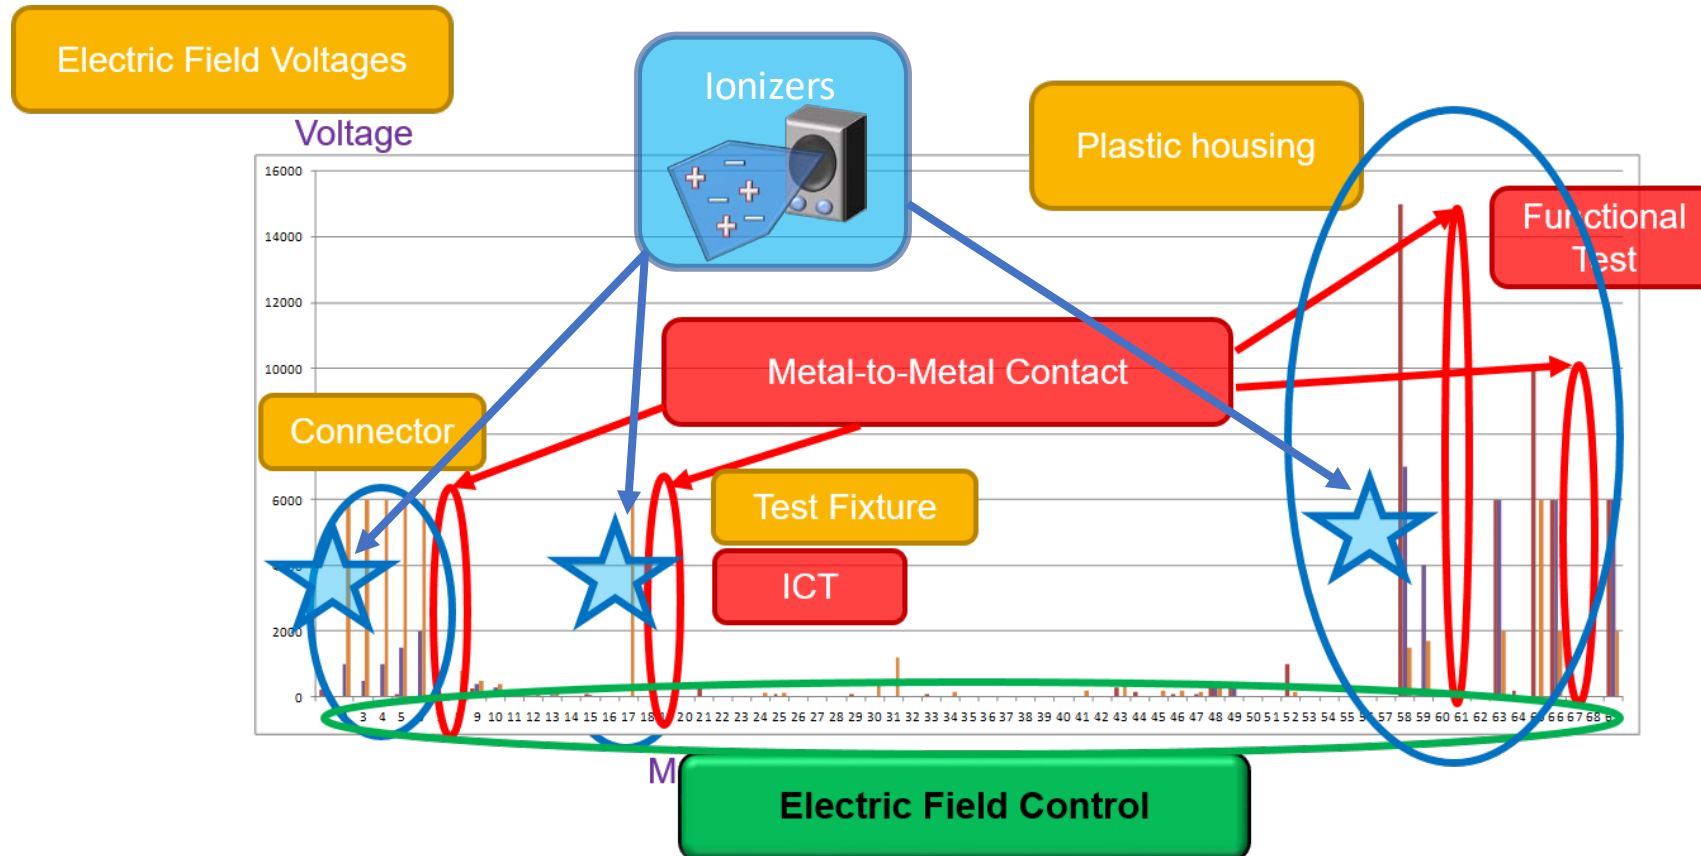 Electric Field Voltages
Ionizers
Voltage
Plastic housing
Functional
Test
Metal-to-Metal Contact
Connector
Test Fixture
ICT
16000
14000
12000
10000
6000
2000
0
3 4 5 9 10 11 12 13 14 15 16 17 18 20 21 22 23 24 25 26 27 28 29 30 31 32 33 34 35 36 37 38 39 40 41 42 43 44 45 46 47 48 49 50 51 52 53 54 55 57 58 59 60 61 62 63 64 66 67 68
M
Electric Field Control